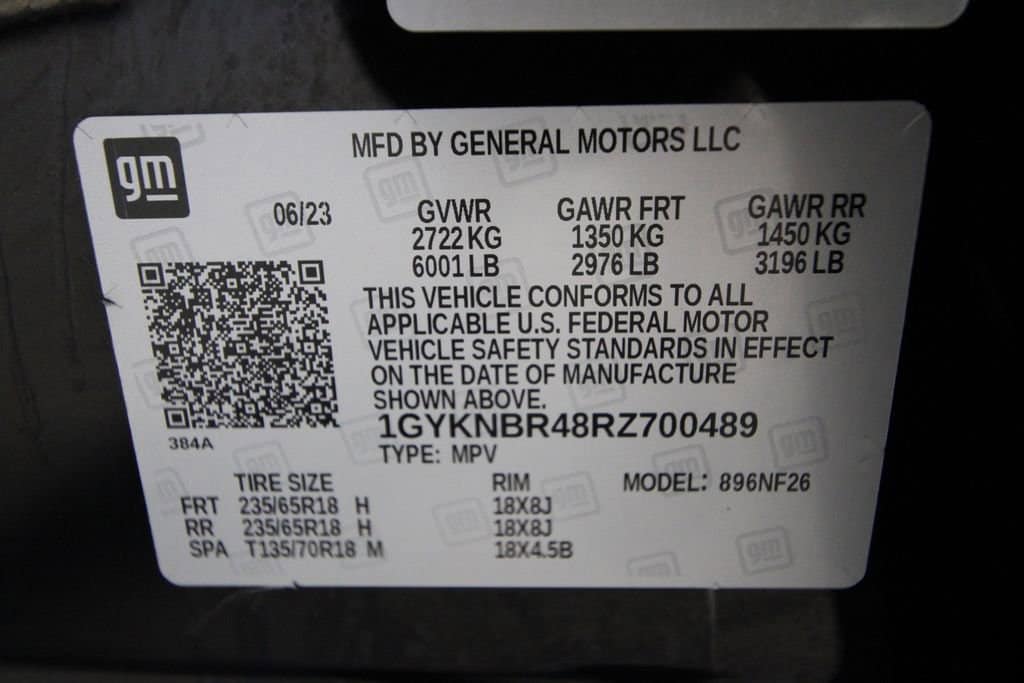 gm
MFD BY GENERAL MOTORS LLC
06/23 GVWR GAWR FRT GAWR RR
2722 KG 1350 KG 1450 KG
6001 LB 2976 LB 3196 LB
THIS VEHICLE CONFORMS TO ALL
APPLICABLE U.S. FEDERAL MOTOR
VEHICLE SAFETY STANDARDS IN EFFECT
ON THE DATE OF MANUFACTURE
SHOWN ABOVE.
384A
1GYKNBR48RZ700489
TYPE: MPV
TIRE SIZE RIM MODEL: 896NF26
FRT 235/65R18 H 18X8J
RR 235/65R18 H 18X8J
SPA T135/70R18 M 18X4.5B